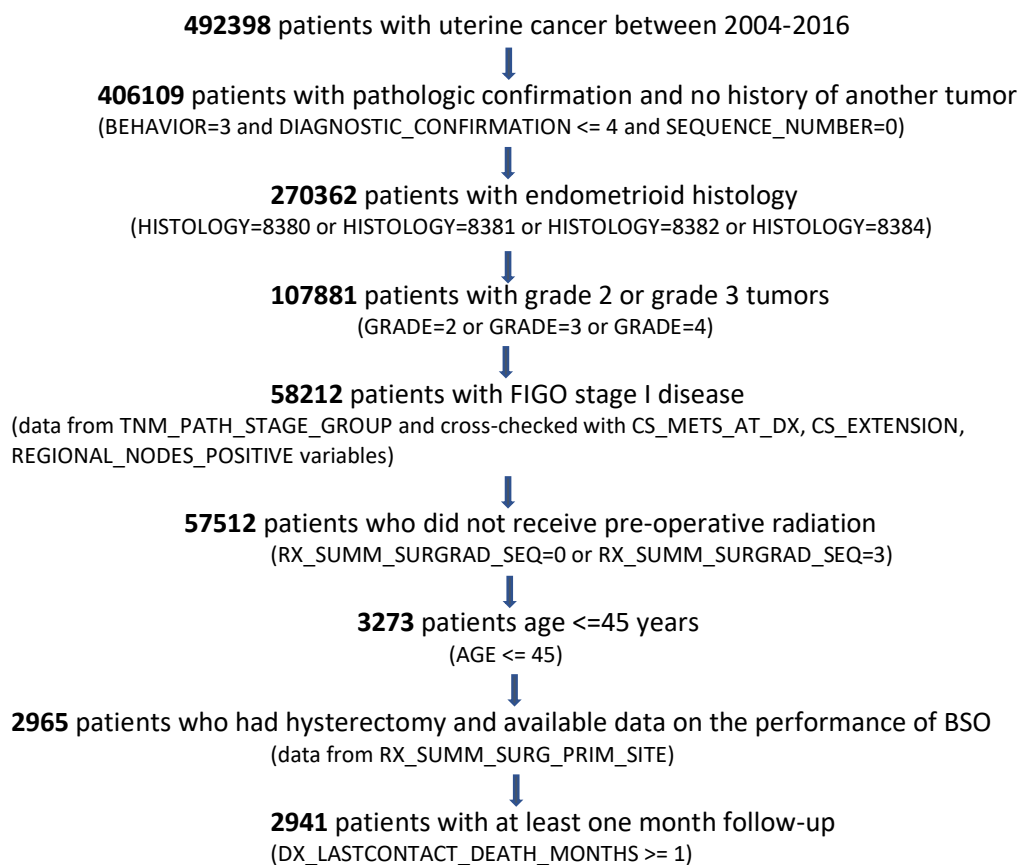 492398 patients with uterine cancer between 2004-2016
406109 patients with pathologic confirmation and no history of another tumor
(BEHAVIOR=3 and DIAGNOSTIC_CONFIRMATION <= 4 and SEQUENCE_NUMBER=0)
270362 patients with endometrioid histology
(HISTOLOGY=8380 or HISTOLOGY=8381 or HISTOLOGY=8382 or HISTOLOGY=8384)
107881 patients with grade 2 or grade 3 tumors
(GRADE=2 or GRADE=3 or GRADE=4)
58212 patients with FIGO stage I disease
(data from TNM_PATH_STAGE_GROUP and cross-checked with CS_METS_AT_DX, CS_EXTENSION,
REGIONAL_NODES_POSITIVE variables)
57512 patients who did not receive pre-operative radiation
(RX_SUMM_SURGRAD_SEQ=0 or RX_SUMM_SURGRAD_SEQ=3)
3273 patients age <=45 years
(AGE <= 45)
2965 patients who had hysterectomy and available data on the performance of BSO
(data from RX_SUMM_SURG_PRIM_SITE)
2941 patients with at least one month follow-up
(DX_LASTCONTACT_DEATH_MONTHS >= 1)